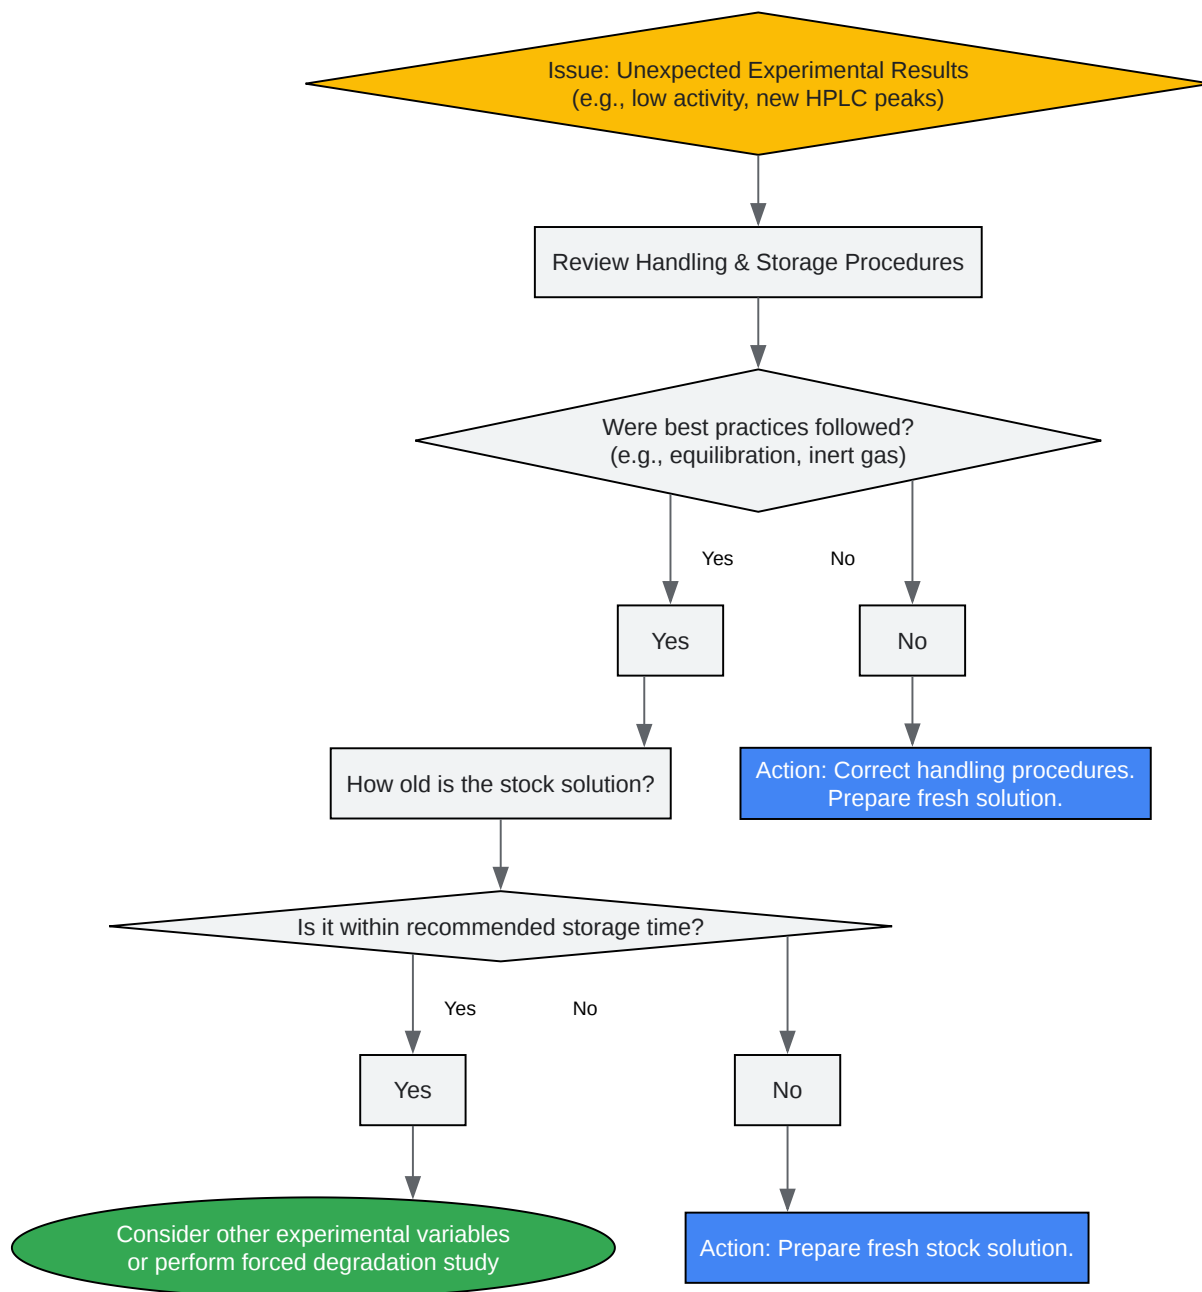 Issue: Unexpected Experimental Results
(e.g., low activity, new HPLC peaks)
Review Handling & Storage Procedures
Were best practices followed?
(e.g., equilibration, inert gas)
Yes
No
Yes
No
How old is the stock solution?
Action: Correct handling procedures.
Prepare fresh solution.
Is it within recommended storage time?
Yes
No
Yes
No
Consider other experimental variables
or perform forced degradation study
Action: Prepare fresh stock solution.